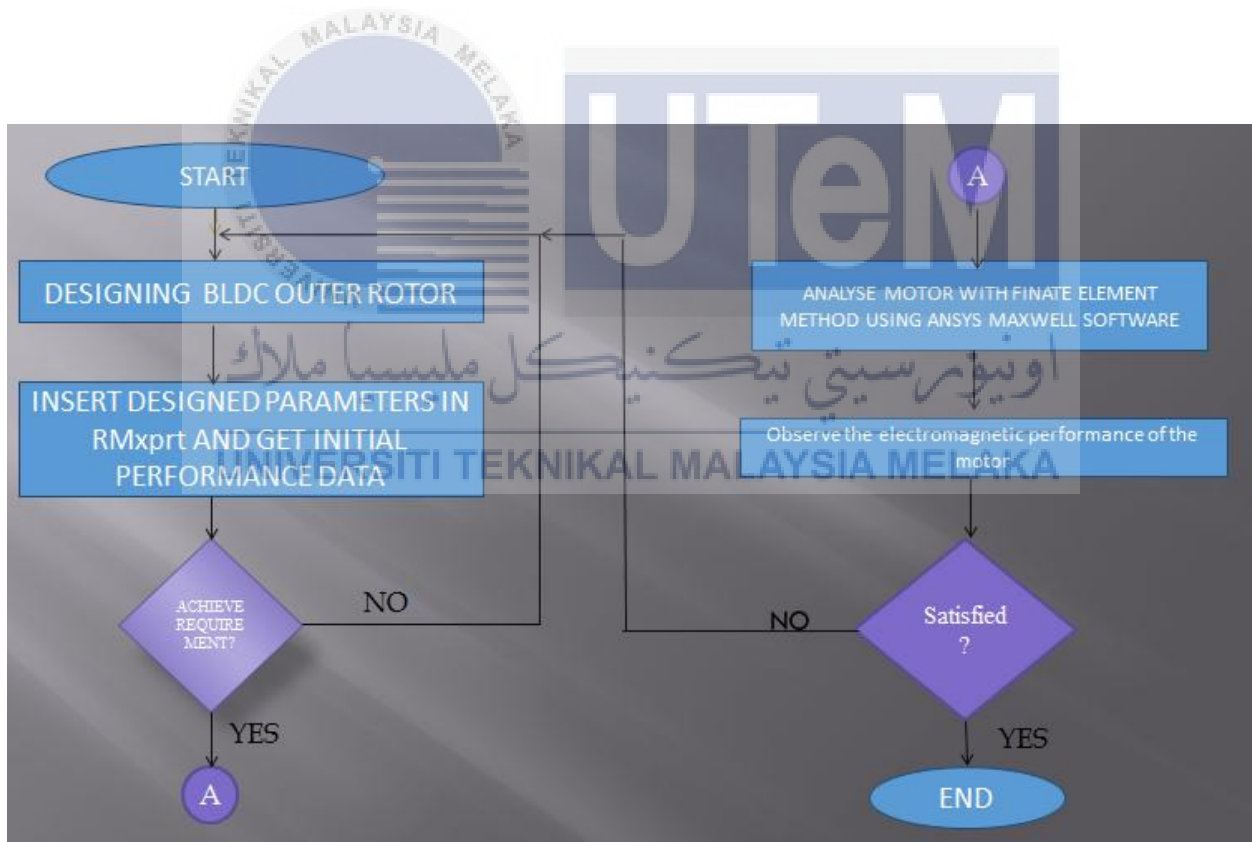 UNIVERSITI TEKNIKAL MALAYSIA MELAKA
UTeM
اونيۏرسيتي تيكنيكل مليسيا ملاك
UNIVERSITI TEKNIKAL MALAYSIA MELAKA
START
DESIGNING BLDC OUTER ROTOR
INSERT DESIGNED PARAMETERS IN
RMxprt AND GET INITIAL
PERFORMANCE DATA
ACHIEVE
REQUIRE
MENT?
NO
YES
A
A
ANALYSE MOTOR WITH FINATE ELEMENT
METHOD USING ANSYS MAXWELL SOFTWARE
Observe the electromagnetic performance of the
motor
Satisfied
?
NO
YES
END